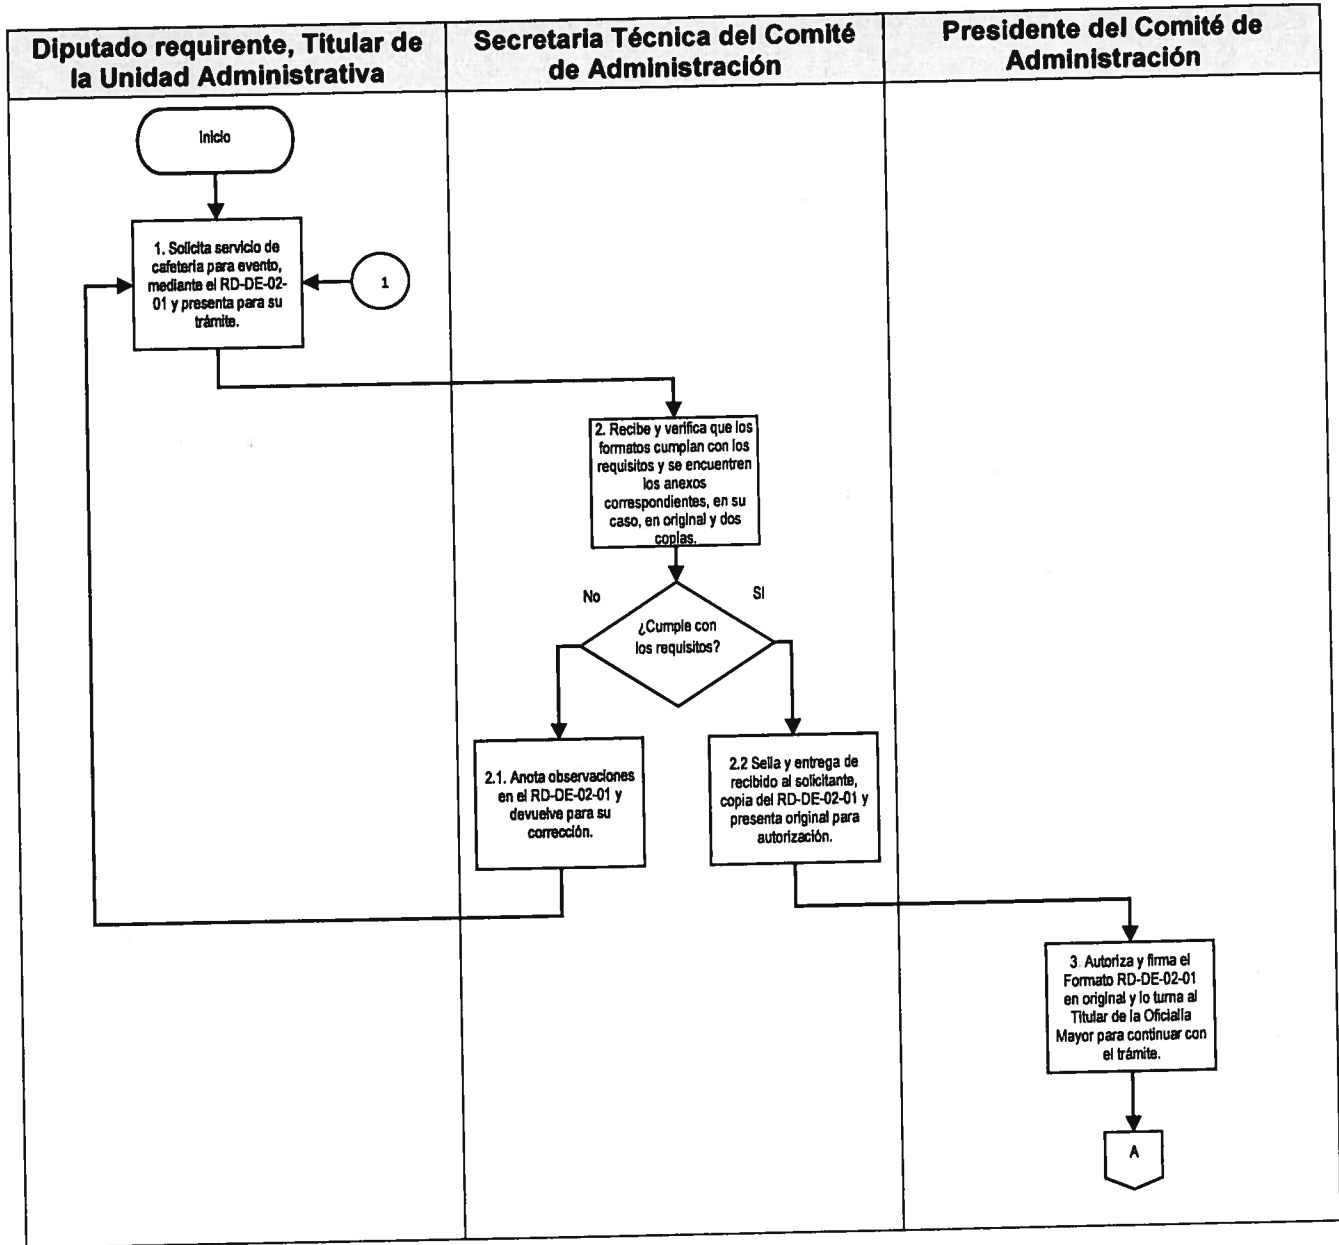 Diputado requirente, Titular de
la Unidad Administrativa
Secretaria Técnica del Comité
de Administración
Presidente del Comité de
Administración
Inicio
1. Solicita servicio de
cafetería para evento,
mediante el RD-DE-02-
01 y presenta para su
trámite.
1
2. Recibe y verifica que los
formatos cumplan con los
requisitos y se encuentren
los anexos
correspondientes, en su
caso, en original y dos
copias.
No
SI
¿Cumple con
los requisitos?
2.1. Anota observaciones
en el RD-DE-02-01 y
devuelve para su
corrección.
2.2 Sella y entrega de
recibido al solicitante,
copia del RD-DE-02-01 y
presenta original para
autorización.
3. Autoriza y firma el
Formato RD-DE-02-01
en original y lo turna al
Titular de la Oficialía
Mayor para continuar con
el trámite.
A